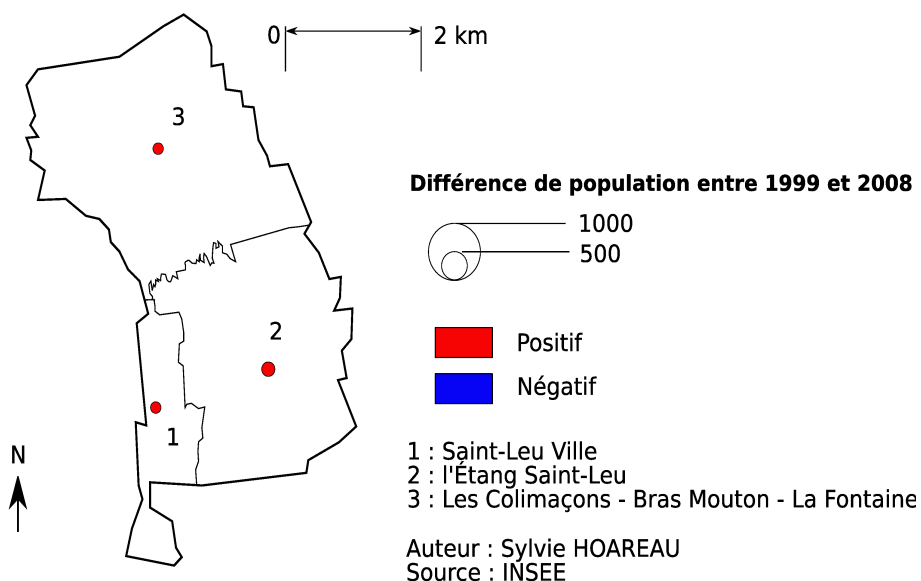 0 2 km
3
Différence de population entre 1999 et 2008
1000
500
2
Positif
Négatif
1
N
1 : Saint-Leu Ville
2 : l'Étang Saint-Leu
3 : Les Colimaçons - Bras Mouton - La Fontaine
Auteur : Sylvie HOAREAU
Source : INSEE